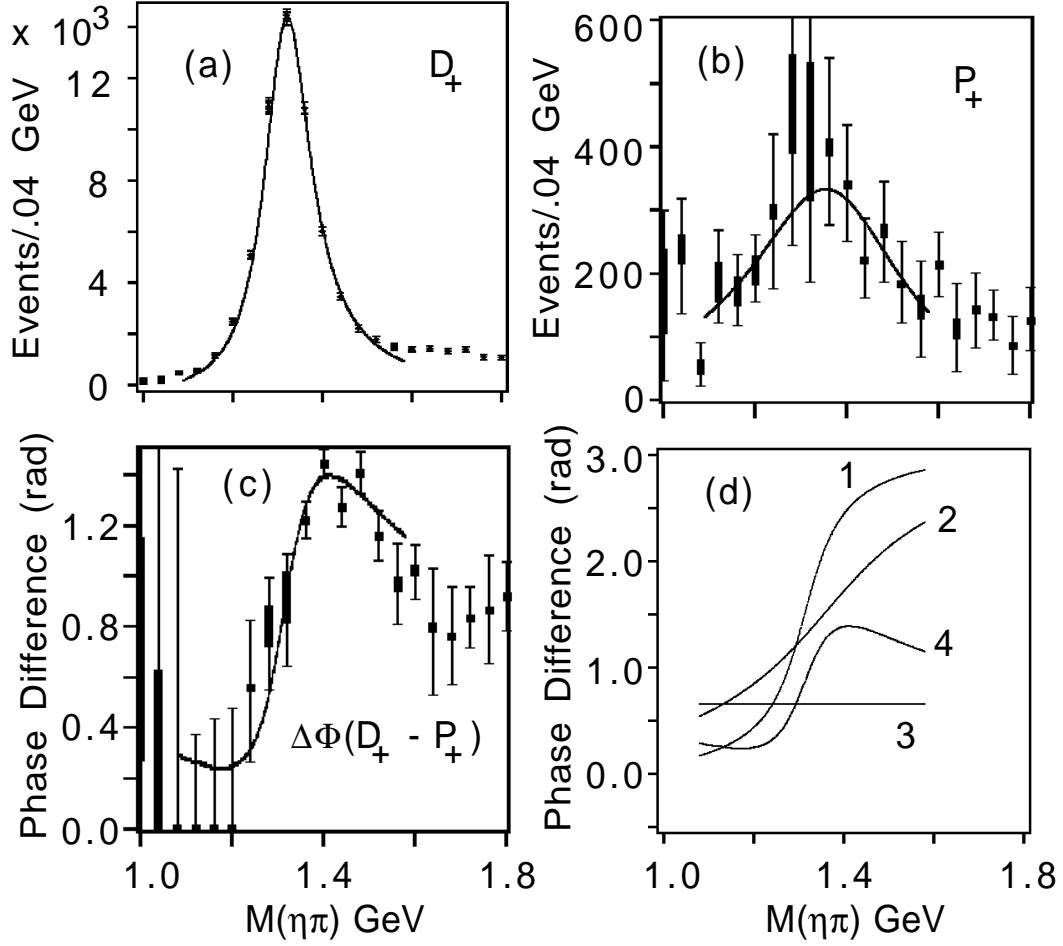 x 10³
(a)
D₊
12
8
4
0
Events/.04 GeV
600
(b)
P₊
400
200
0
Events/.04 GeV
(c)
1.2
0.8
0.4
0.0
ΔΦ(D₊ - P₊)
Phase Difference (rad)
1.0
1.4
1.8
M(ηπ) GeV
3.0
(d)
1
2
2.0
4
1.0
3
0.0
Phase Difference (rad)
1.0
1.4
1.8
M(ηπ) GeV